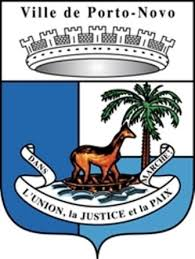 Ville de Porto-Novo
DANS MARCHE
L'UNION, la JUSTICE et la PAIX